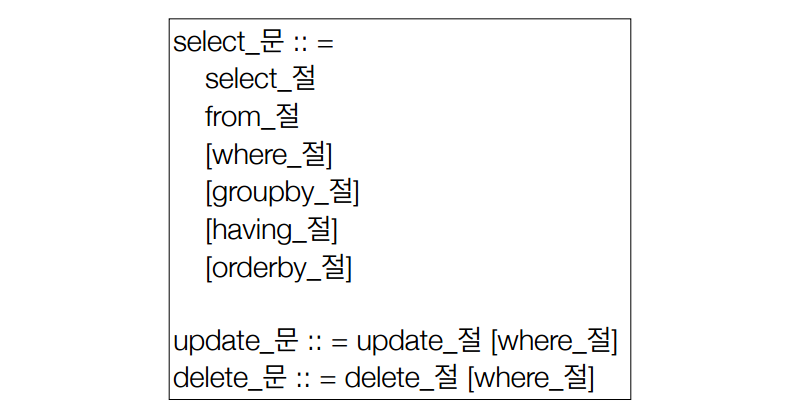 select_문 :: =
select_절
from_절
[where_절]
[groupby_절]
[having_절]
[orderby_절]
update_문 :: = update_절 [where_절]
delete_문 :: = delete_절 [where_절]